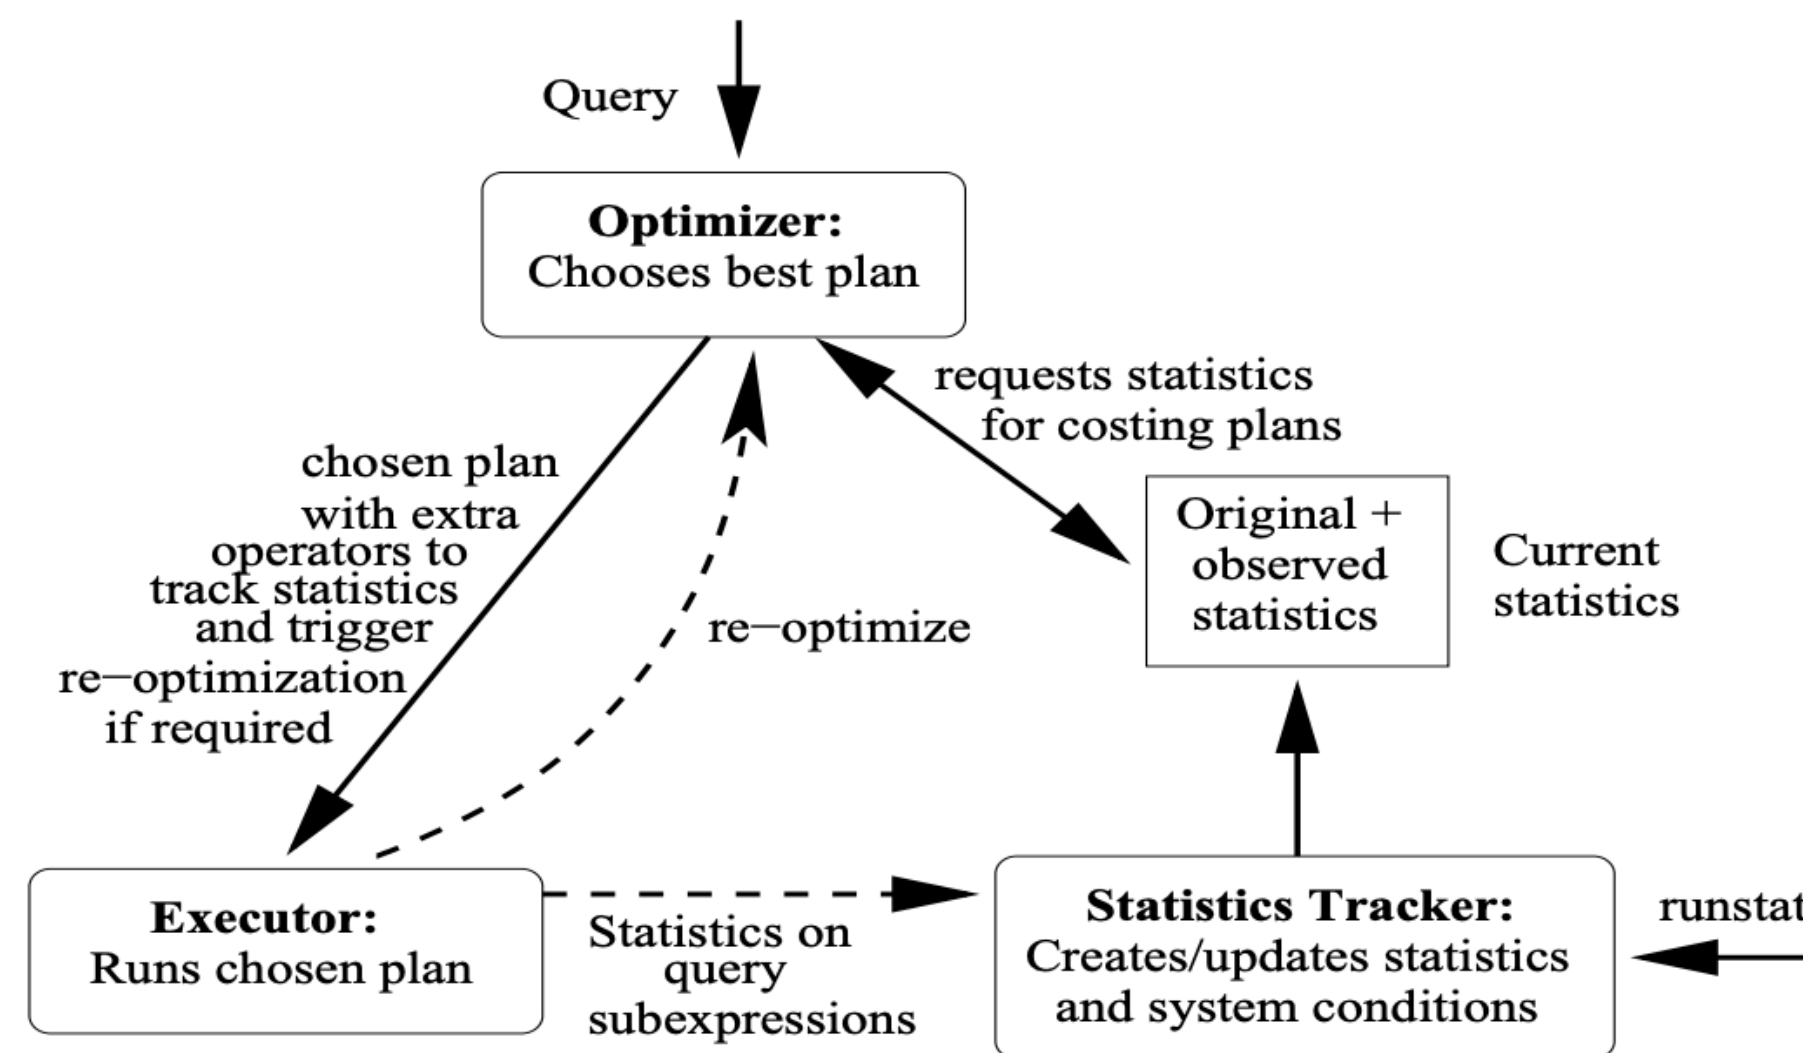 Query
Optimizer:
Chooses best plan
requests statistics
for costing plans
chosen plan
with extra
operators to
track statistics
and trigger
re−optimization
if required
re−optimize
Original +
observed
statistics
Current
statistics
Executor:
Runs chosen plan
Statistics on
query
subexpressions
Statistics Tracker:
Creates/updates statistics
and system conditions
runstat